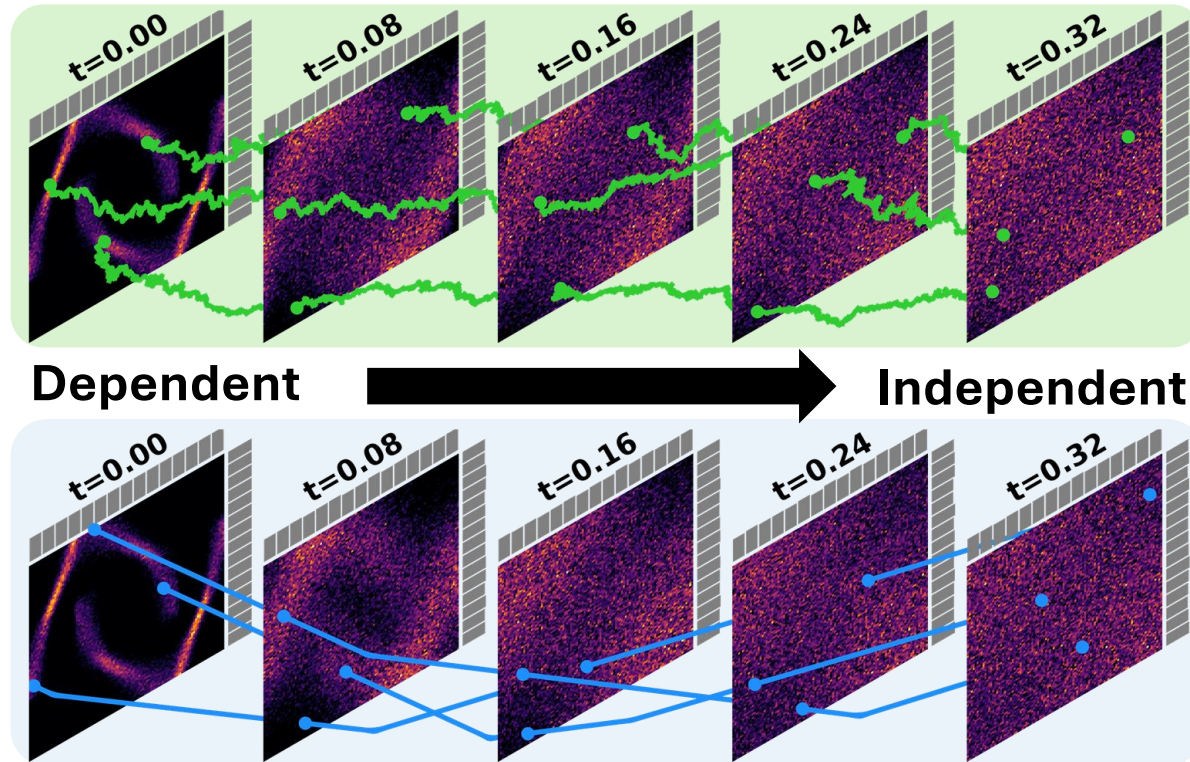 t=0.00
t=0.08
t=0.16
t=0.24
t=0.32
Dependent
Independent
t=0.00
t=0.08
t=0.16
t=0.24
t=0.32